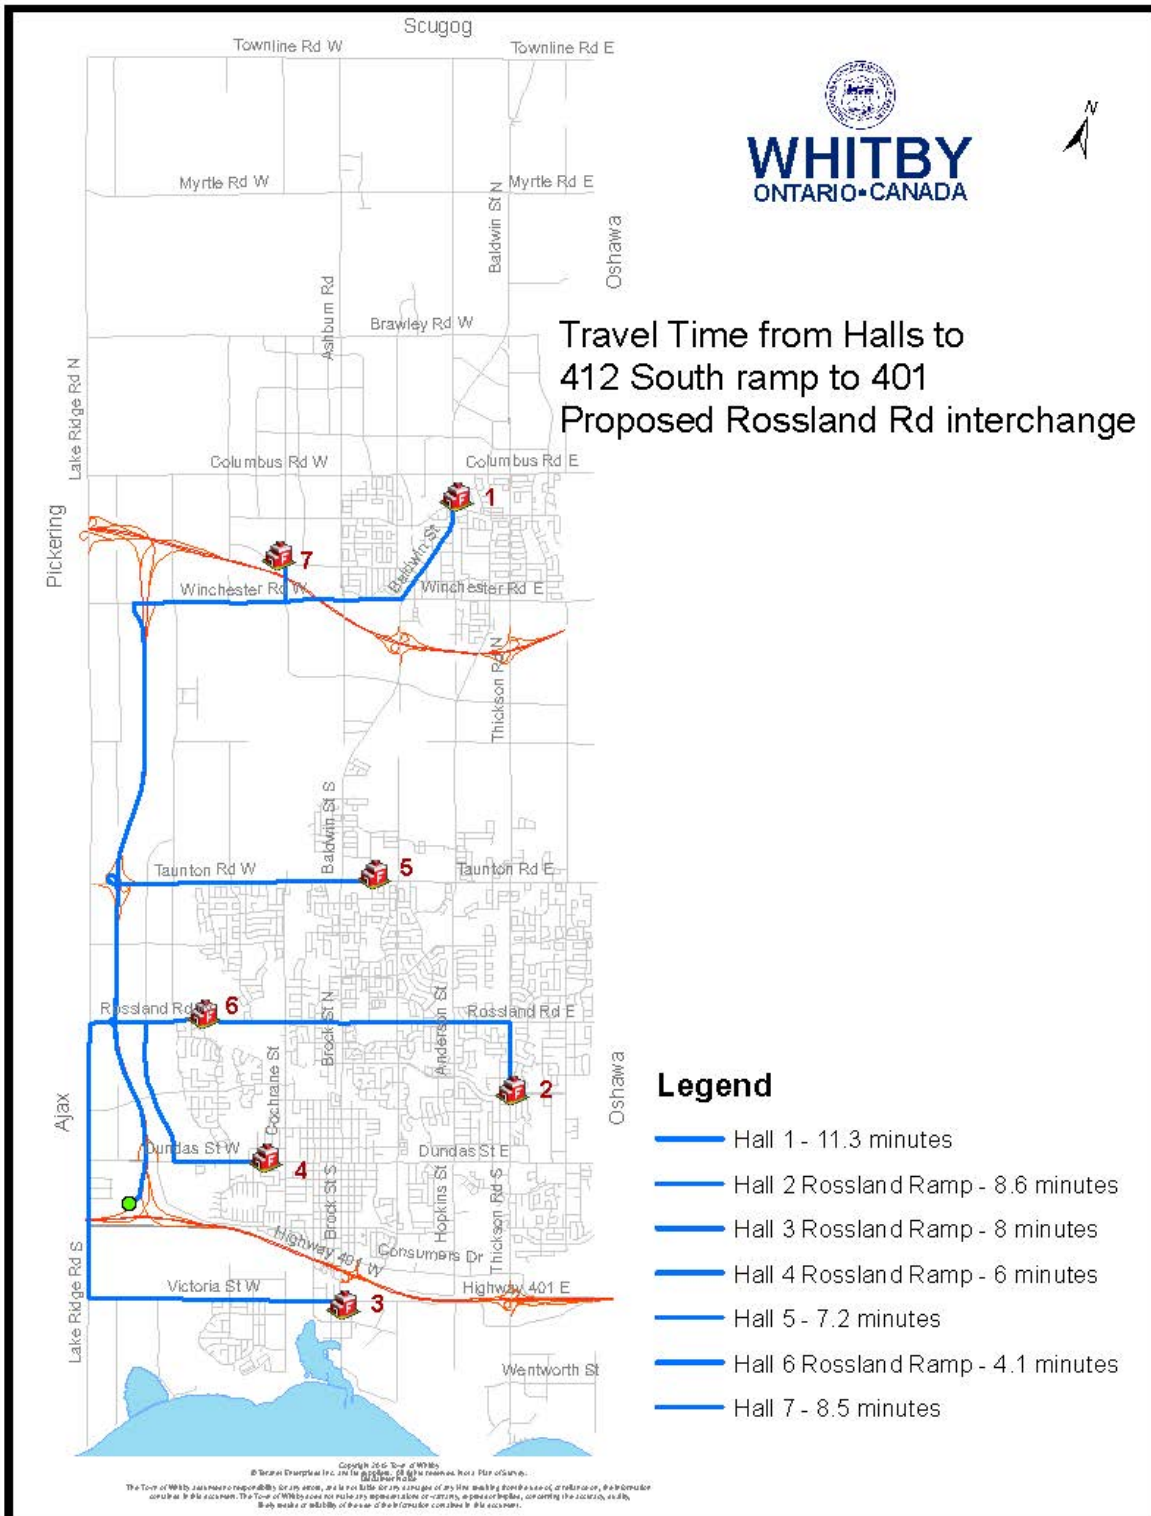 Scugog
Townline Rd W
Townline Rd E
WHITBY
ONTARIO•CANADA
N
Myrtle Rd W
Myrtle Rd E
Baldwin St N
Oshawa
Ashburn Rd
Brawley Rd W
Travel Time from Halls to
412 South ramp to 401
Proposed Rossland Rd interchange
Lake Ridge Rd N
Columbus Rd W
Columbus Rd E
1
Pickering
Baldwin St
7
Winchester Rd W
Winchester Rd E
Thickson Rd N
Baldwin St S
Taunton Rd W
5
Taunton Rd E
Rossland Rd
6
Rossland Rd E
Brock St N
Anderson St
Cochrane St
2
Oshawa
Ajax
Dundas St W
4
Dundas St E
Brock St S
Hopkins St
Thickson Rd S
Highway 401 W
Consumers Dr
Lake Ridge Rd S
Victoria St W
3
Highway 401 E
Wentworth St
Legend
Hall 1 - 11.3 minutes
Hall 2 Rossland Ramp - 8.6 minutes
Hall 3 Rossland Ramp - 8 minutes
Hall 4 Rossland Ramp - 6 minutes
Hall 5 - 7.2 minutes
Hall 6 Rossland Ramp - 4.1 minutes
Hall 7 - 8.5 minutes